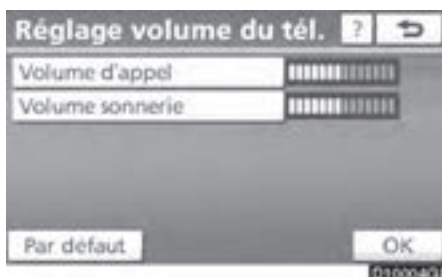 Réglage volume du tél. ?
Volume d'appel
Volume sonnerie
Par défaut OK